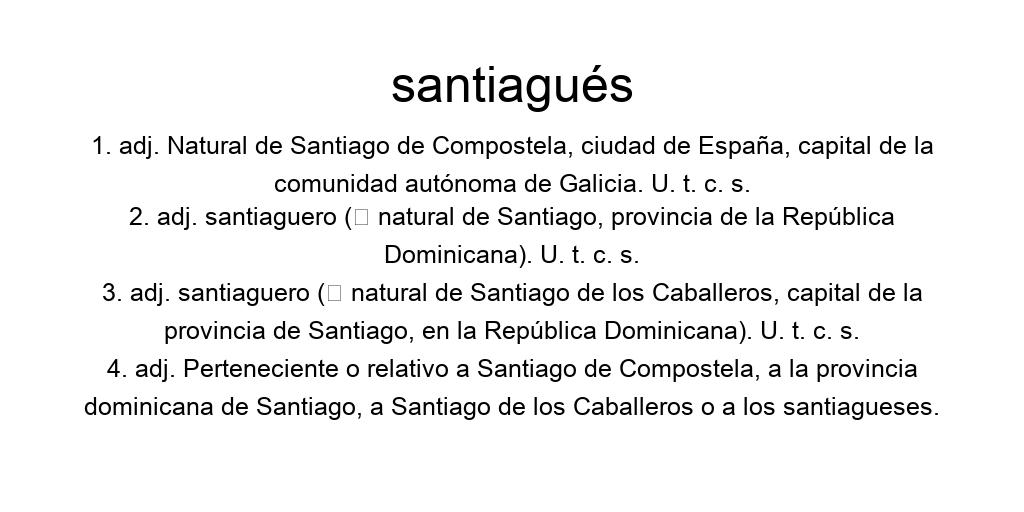 santiagués
1. adj. Natural de Santiago de Compostela, ciudad de España, capital de la
comunidad autónoma de Galicia. U. t. c. s.
2. adj. santiaguero (□ natural de Santiago, provincia de la República
Dominicana). U. t. c. s.
3. adj. santiaguero (□ natural de Santiago de los Caballeros, capital de la
provincia de Santiago, en la República Dominicana). U. t. c. s.
4. adj. Perteneciente o relativo a Santiago de Compostela, a la provincia
dominicana de Santiago, a Santiago de los Caballeros o a los santiagueses.